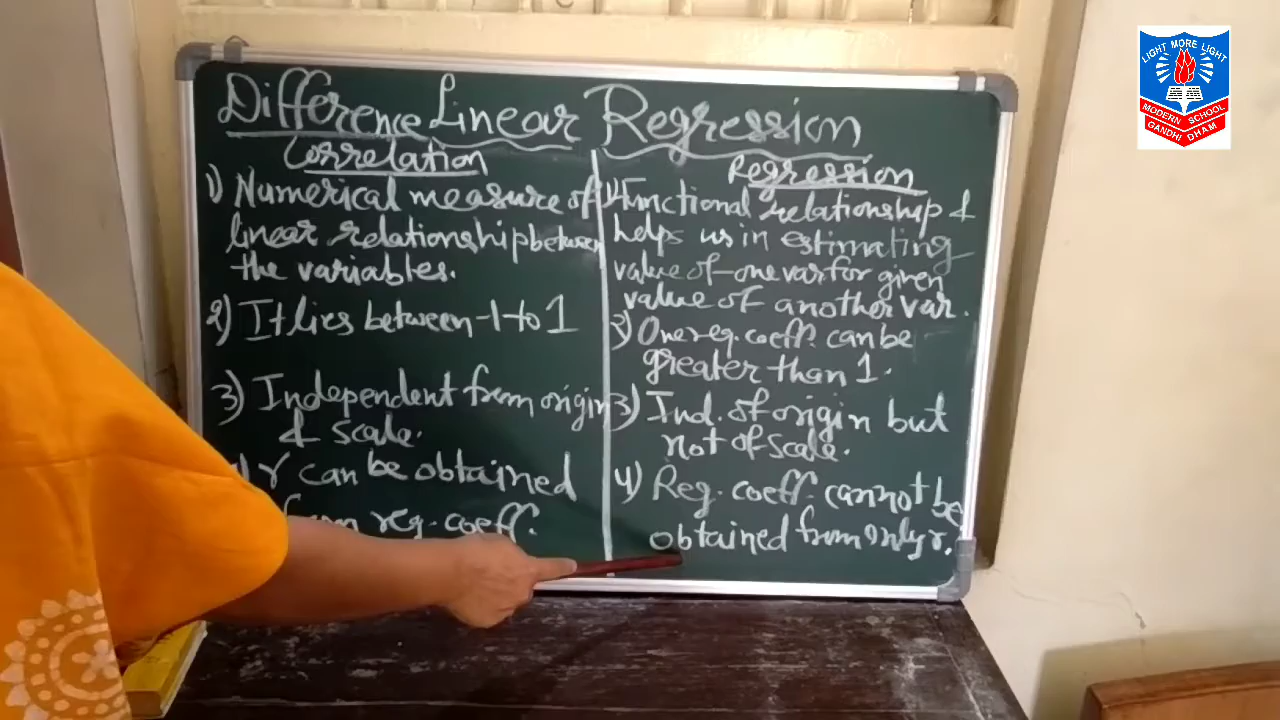 Difference Linear Regression
Correlation
1) Numerical measure of
linear relationship between
the variables.
2) It lies between -1 to 1
3) Independent from origin
& scale.
r can be obtained
from reg. coeff.
Regression
1) Functional relationship &
helps us in estimating
value of one var for given
value of another var.
2) One reg. coeff. can be
greater than 1.
3) Ind. of origin but
not of scale.
4) Reg. coeff. cannot be
obtained from only r.
LIGHT MORE LIGHT
MODERN SCHOOL
GANDHI DHAM